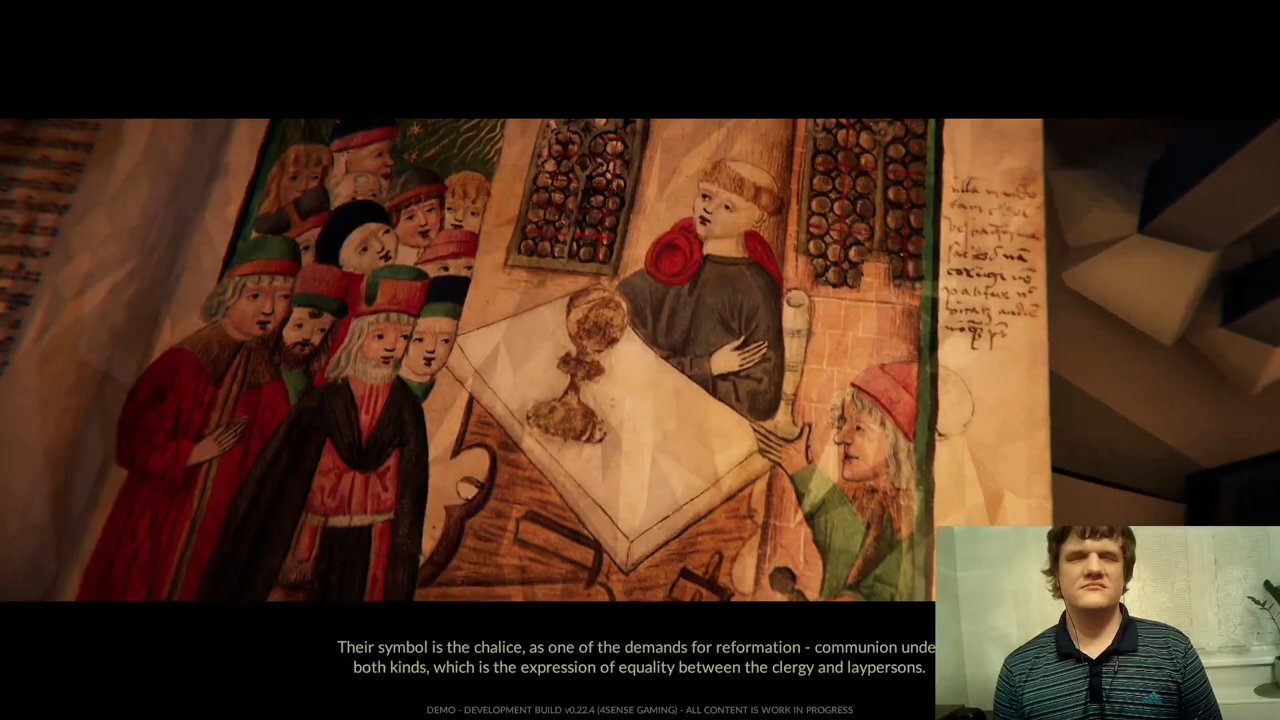 Their symbol is the chalice, as one of the demands for reformation - communion unde
both kinds, which is the expression of equality between the clergy and laypersons.
DEMO - DEVELOPMENT BUILD v0.22.4 (4SENSE GAMING) - ALL CONTENT IS WORK IN PROGRESS